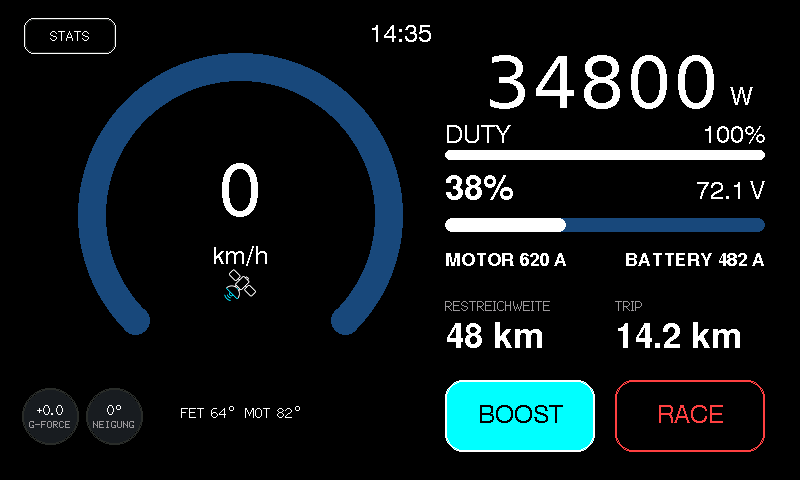 STATS
14:35
34800 W
DUTY 100%
38% 72.1 V
0
km/h
MOTOR 620 A BATTERY 482 A
RESTREICHWEITE TRIP
48 km 14.2 km
+0.0
G-FORCE
0°
NEIGUNG
FET 64° MOT 82°
BOOST RACE